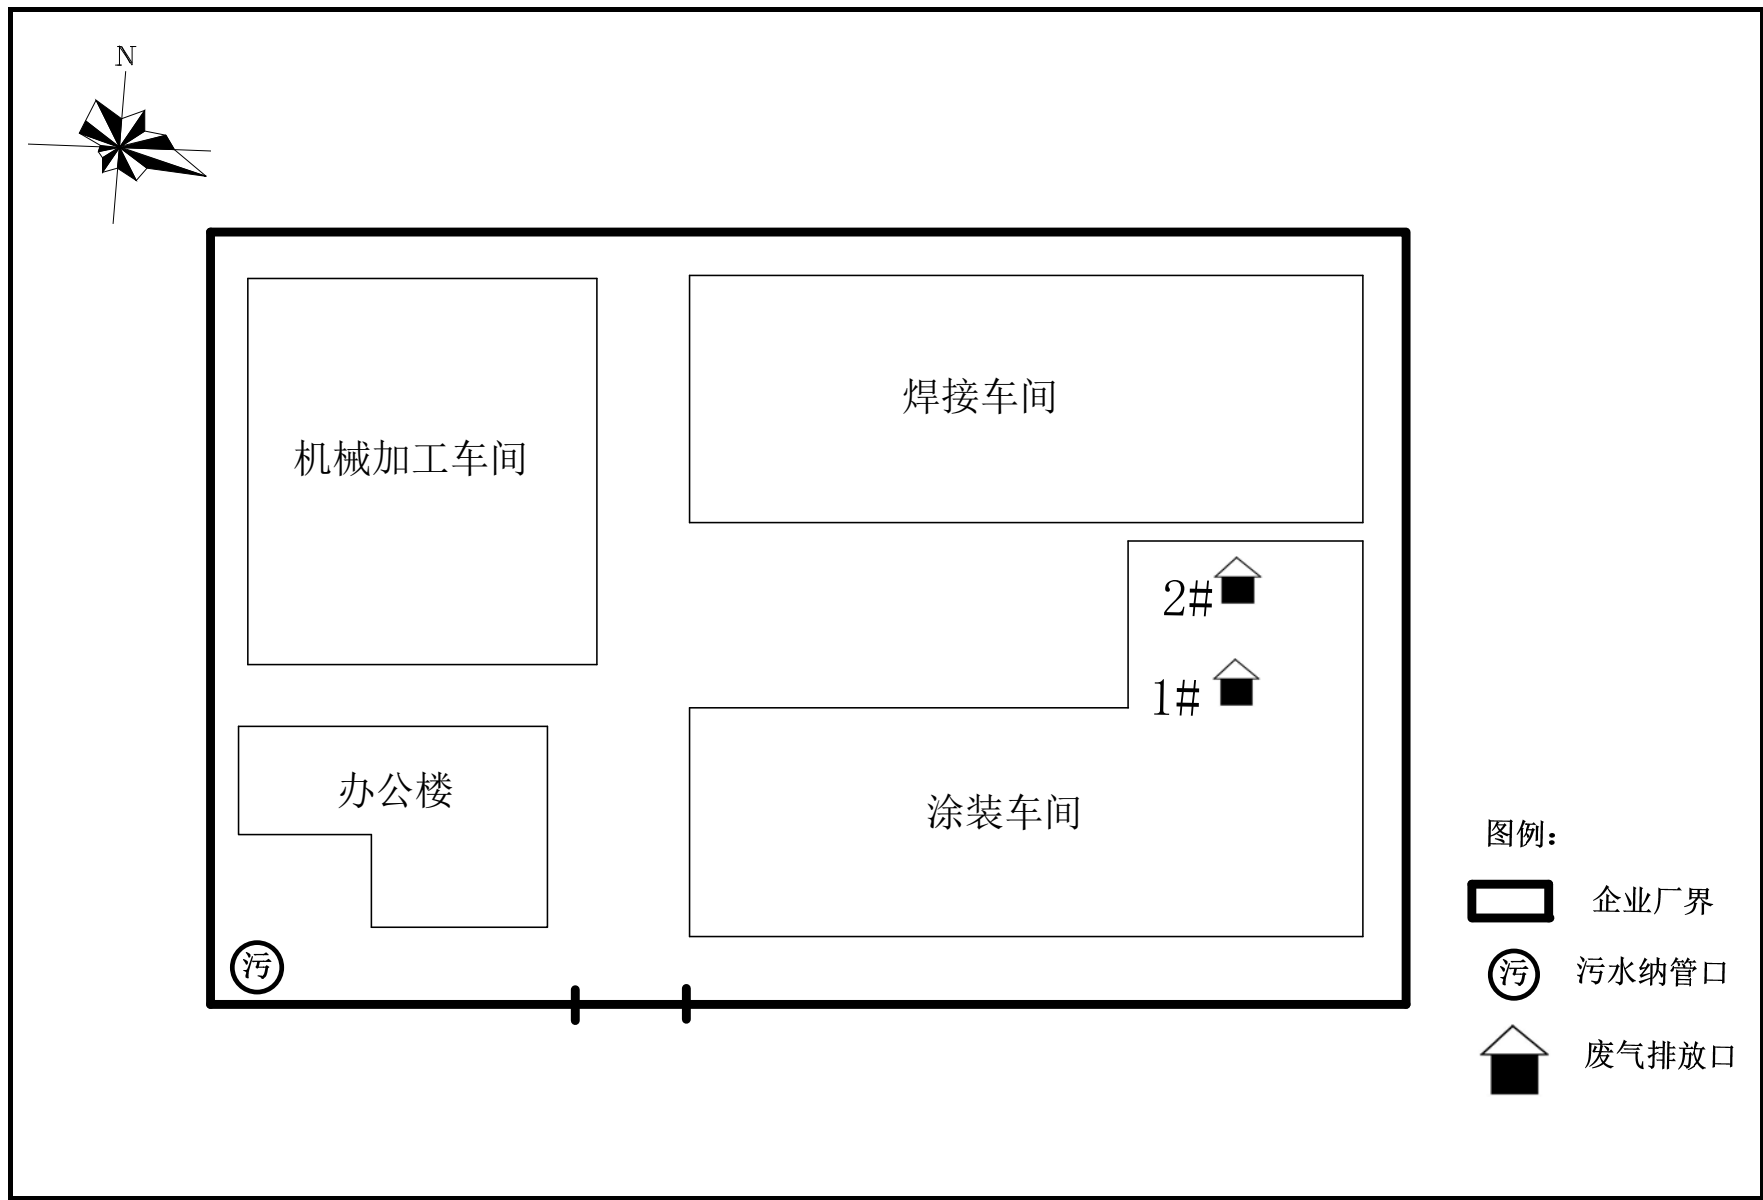 N
焊接车间
机械加工车间
2#
1#
办公楼
涂装车间
图例：
企业厂界
污
污 污水纳管口
废气排放口